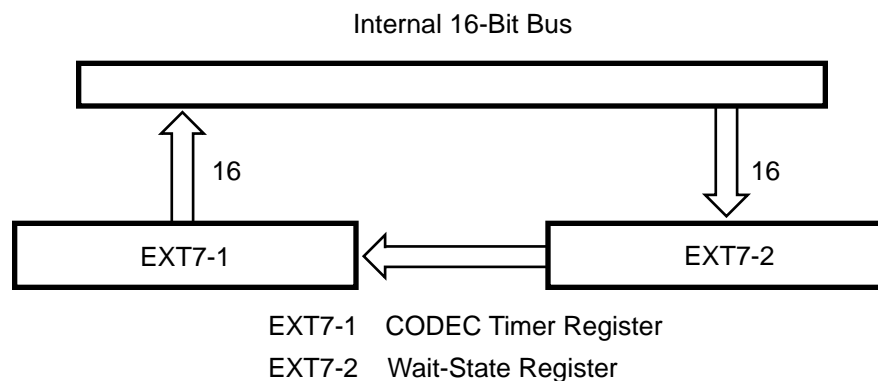 Internal 16-Bit Bus
16
16
EXT7-1
EXT7-2
EXT7-1 CODEC Timer Register
EXT7-2 Wait-State Register